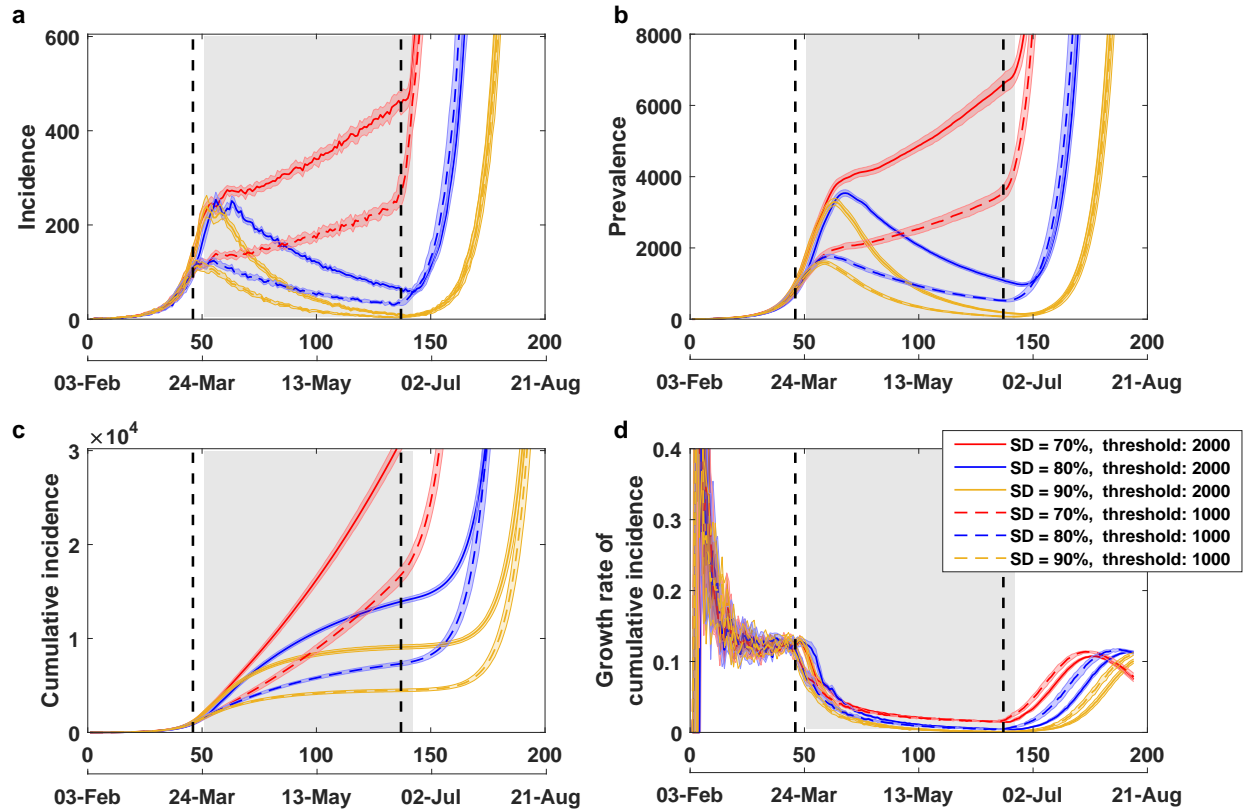 a
600
400
200
0
Incidence
0 50 100 150 200
03-Feb 24-Mar 13-May 02-Jul 21-Aug
b
8000
6000
4000
2000
0
Prevalence
0 50 100 150 200
03-Feb 24-Mar 13-May 02-Jul 21-Aug
c
×10⁴
3
2
1
0
Cumulative incidence
0 50 100 150 200
03-Feb 24-Mar 13-May 02-Jul 21-Aug
d
0.4
0.3
0.2
0.1
0
Growth rate of
cumulative incidence
SD = 70%, threshold: 2000
SD = 80%, threshold: 2000
SD = 90%, threshold: 2000
SD = 70%, threshold: 1000
SD = 80%, threshold: 1000
SD = 90%, threshold: 1000
0 50 100 150 200
03-Feb 24-Mar 13-May 02-Jul 21-Aug